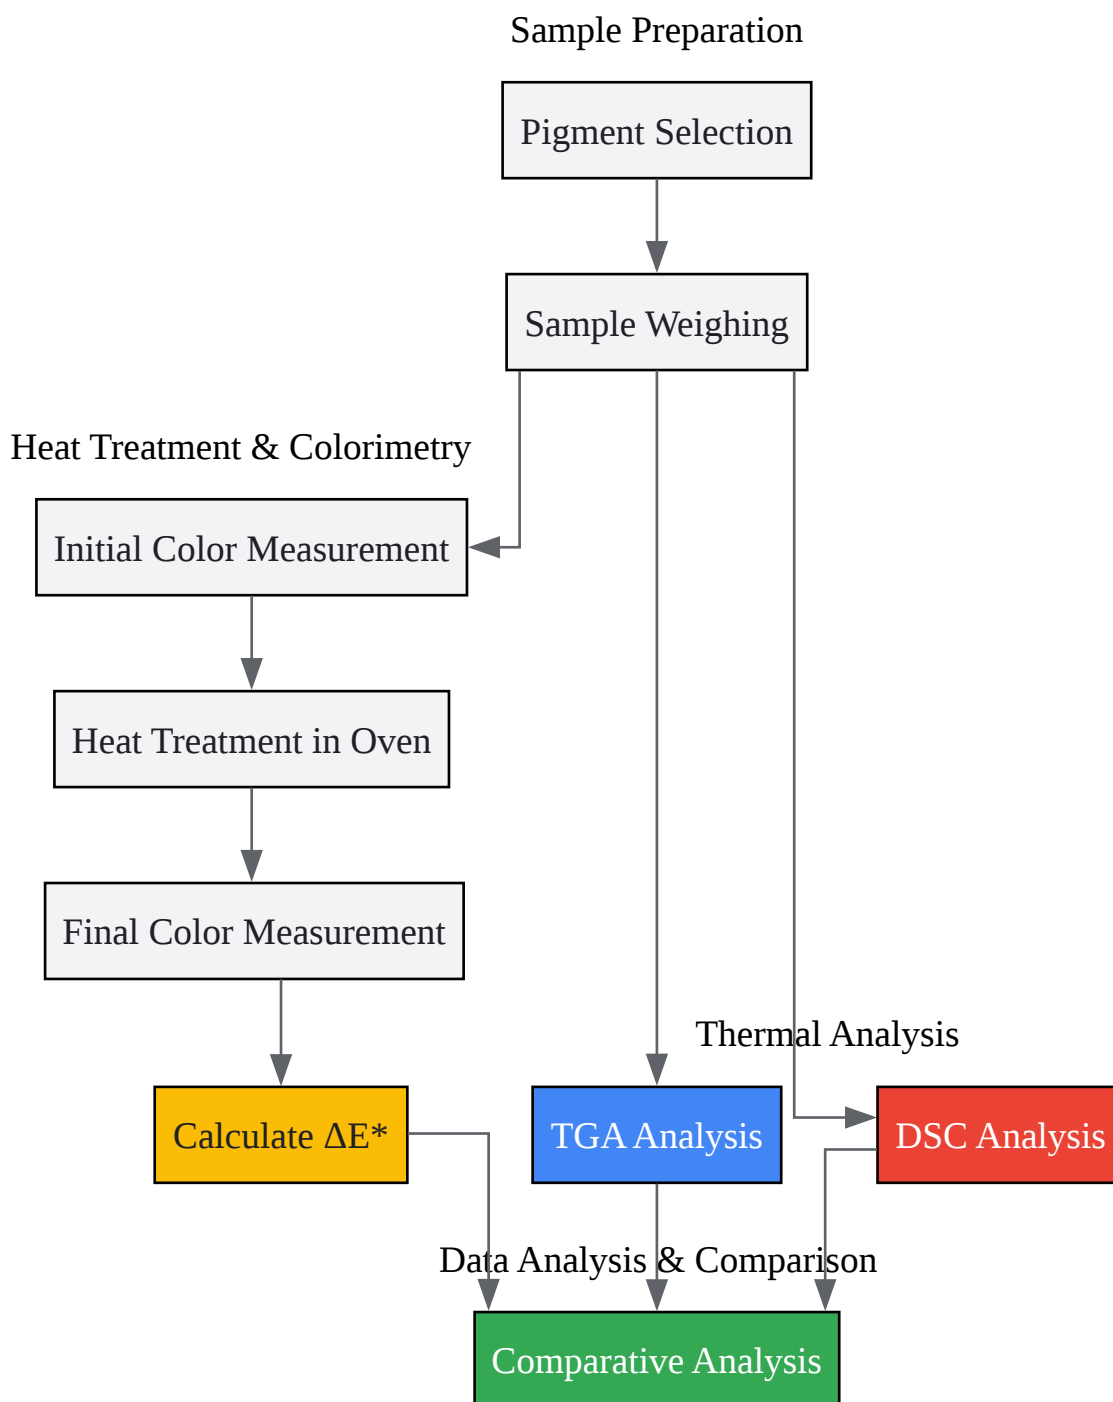 Sample Preparation
Pigment Selection
Sample Weighing
Heat Treatment & Colorimetry
Initial Color Measurement
Heat Treatment in Oven
Final Color Measurement
Thermal Analysis
Calculate ΔE*
TGA Analysis
DSC Analysis
Data Analysis & Comparison
Comparative Analysis